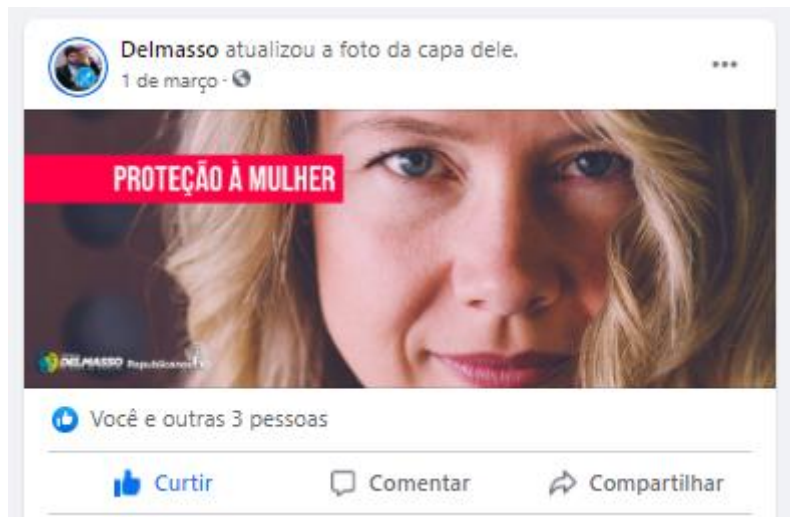 Delmasso atualizou a foto da capa dele.
1 de março ·
PROTEÇÃO À MULHER
DELMASSO Republicanos
Você e outras 3 pessoas
Curtir
Comentar
Compartilhar